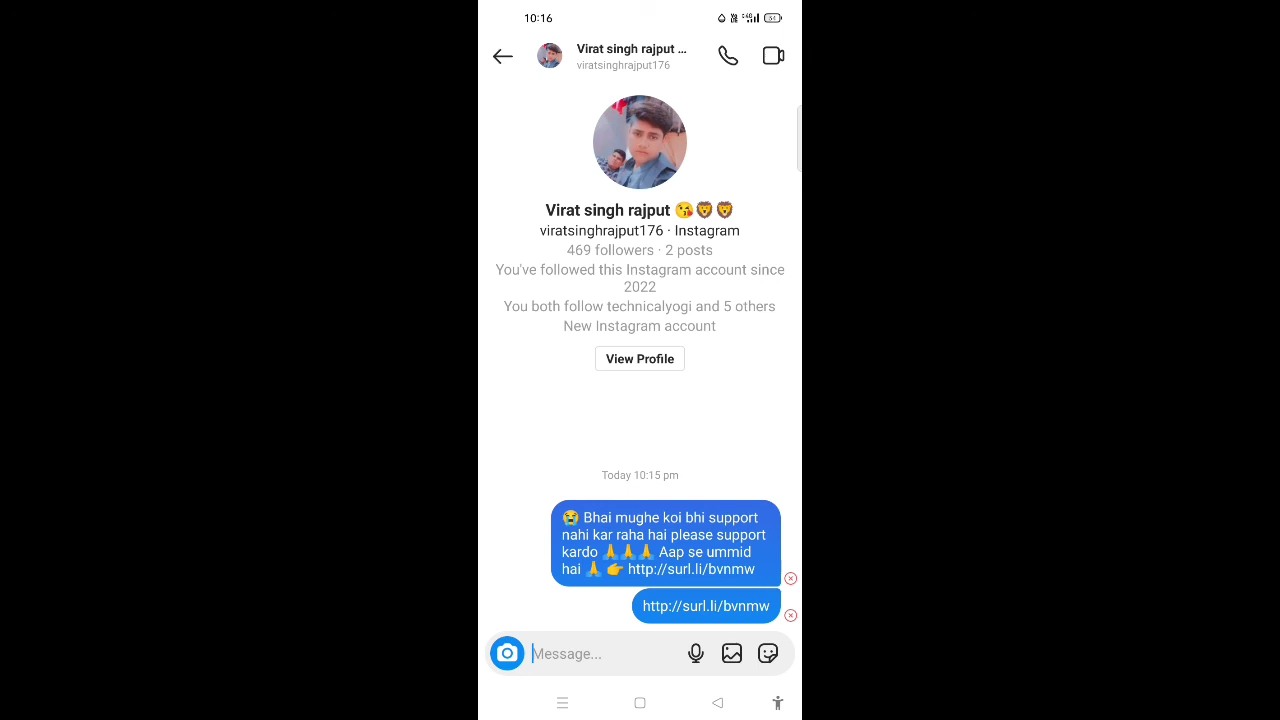 10:16
54
Virat singh rajput ...
viratsinghrajput176
Virat singh rajput 😘🦁🦁
viratsinghrajput176 · Instagram
469 followers · 2 posts
You've followed this Instagram account since
2022
You both follow technicalyogi and 5 others
New Instagram account
View Profile
Today 10:15 pm
😭 Bhai mughe koi bhi support
nahi kar raha hai please support
kardo 🙏🙏🙏 Aap se ummid
hai 🙏 👉 http://surl.li/bvnmw
http://surl.li/bvnmw
Message...